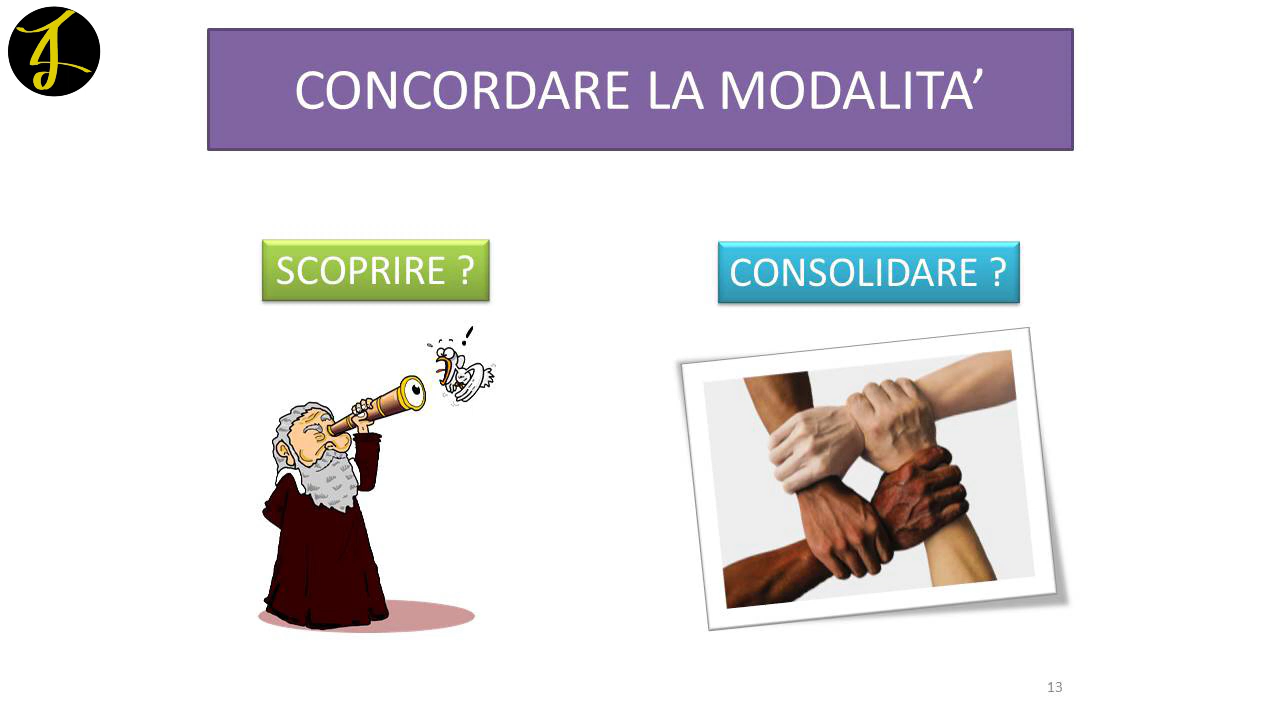 CONCORDARE LA MODALITA’
SCOPRIRE ?
CONSOLIDARE ?
!
13